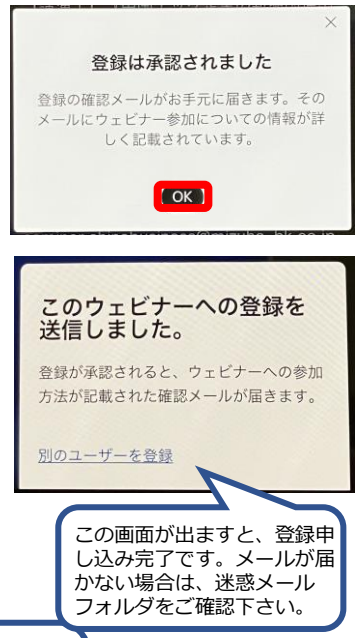 登録は承認されました
登録の確認メールがお手元に届きます。その
メールにウェビナー参加についての情報が詳
しく記載されています。
OK
このウェビナーへの登録を
送信しました。
登録が承認されると、ウェビナーへの参加
方法が記載された確認メールが届きます。
別のユーザーを登録
この画面が出ますと、登録申
し込み完了です。メールが届
かない場合は、迷惑メール
フォルダをご確認下さい。